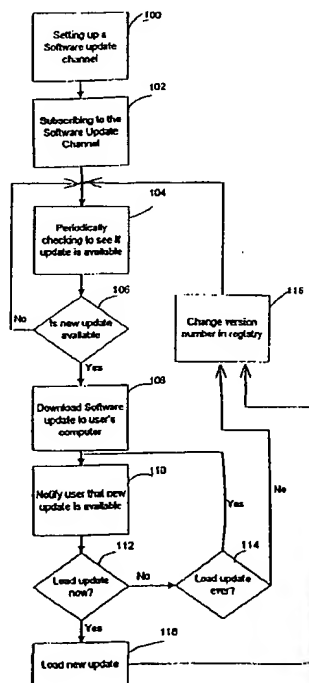 100
Setting up a
Software update
channel
102
Subscribing to the
Software Update
Channel
104
Periodically
checking to see if
update is available
106
Is new update
available
No
Yes
108
Download Software
update to user's
computer
110
Notify user that new
update is available
112
Load update
now?
No
Yes
114
Load update
ever?
Yes
No
116
Change version
number in registry
118
Load new update